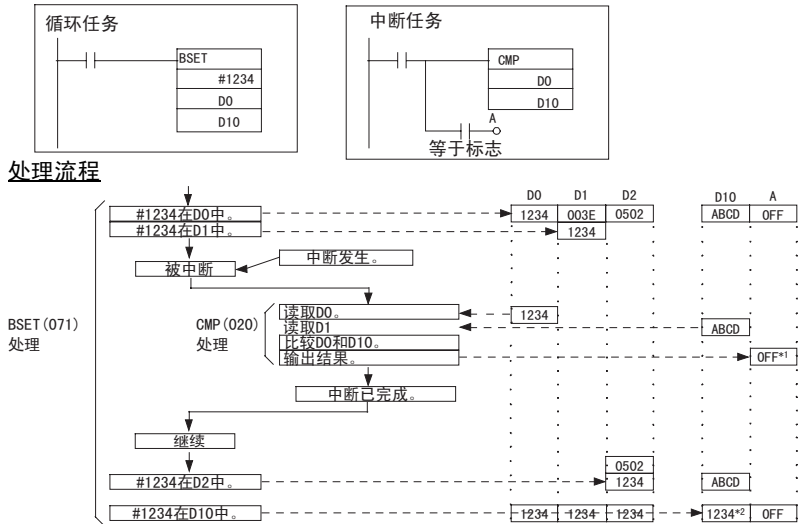 循环任务
BSET
#1234
D0
D10
中断任务
CMP
D0
D10
A
等于标志
处理流程
D0 D1 D2 D10 A
#1234在D0中。 1234 003E 0502 ABCD OFF
#1234在D1中。 1234
中断发生。
被中断
BSET(071)
处理
CMP(020)
处理
读取D0。 1234
读取D1 ABCD
比较D0和D10。
输出结果。 OFF*1
中断已完成。
继续
0502
#1234在D2中。 1234 ABCD
#1234在D10中。 1234 1234 1234 1234*2 OFF